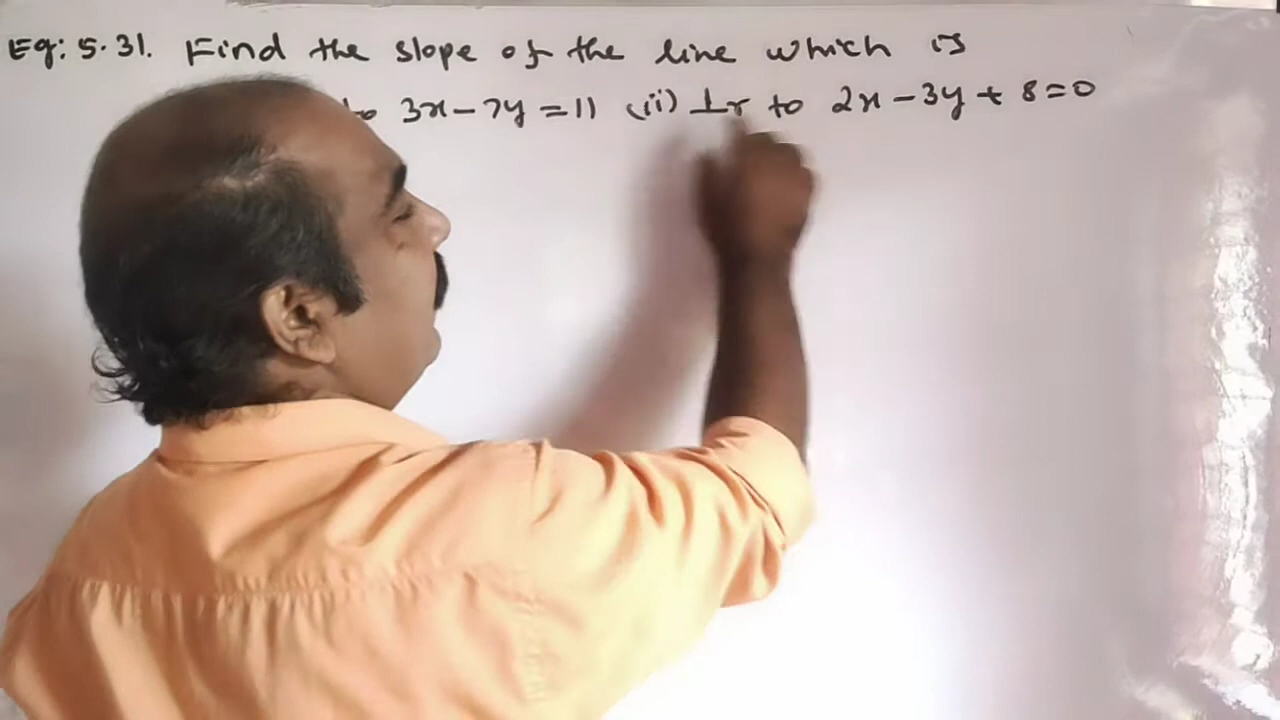 Eg: 5.31. Find the slope of the line which is
to 3x - 7y = 11 (ii) ⊥r to 2x - 3y + 8 = 0